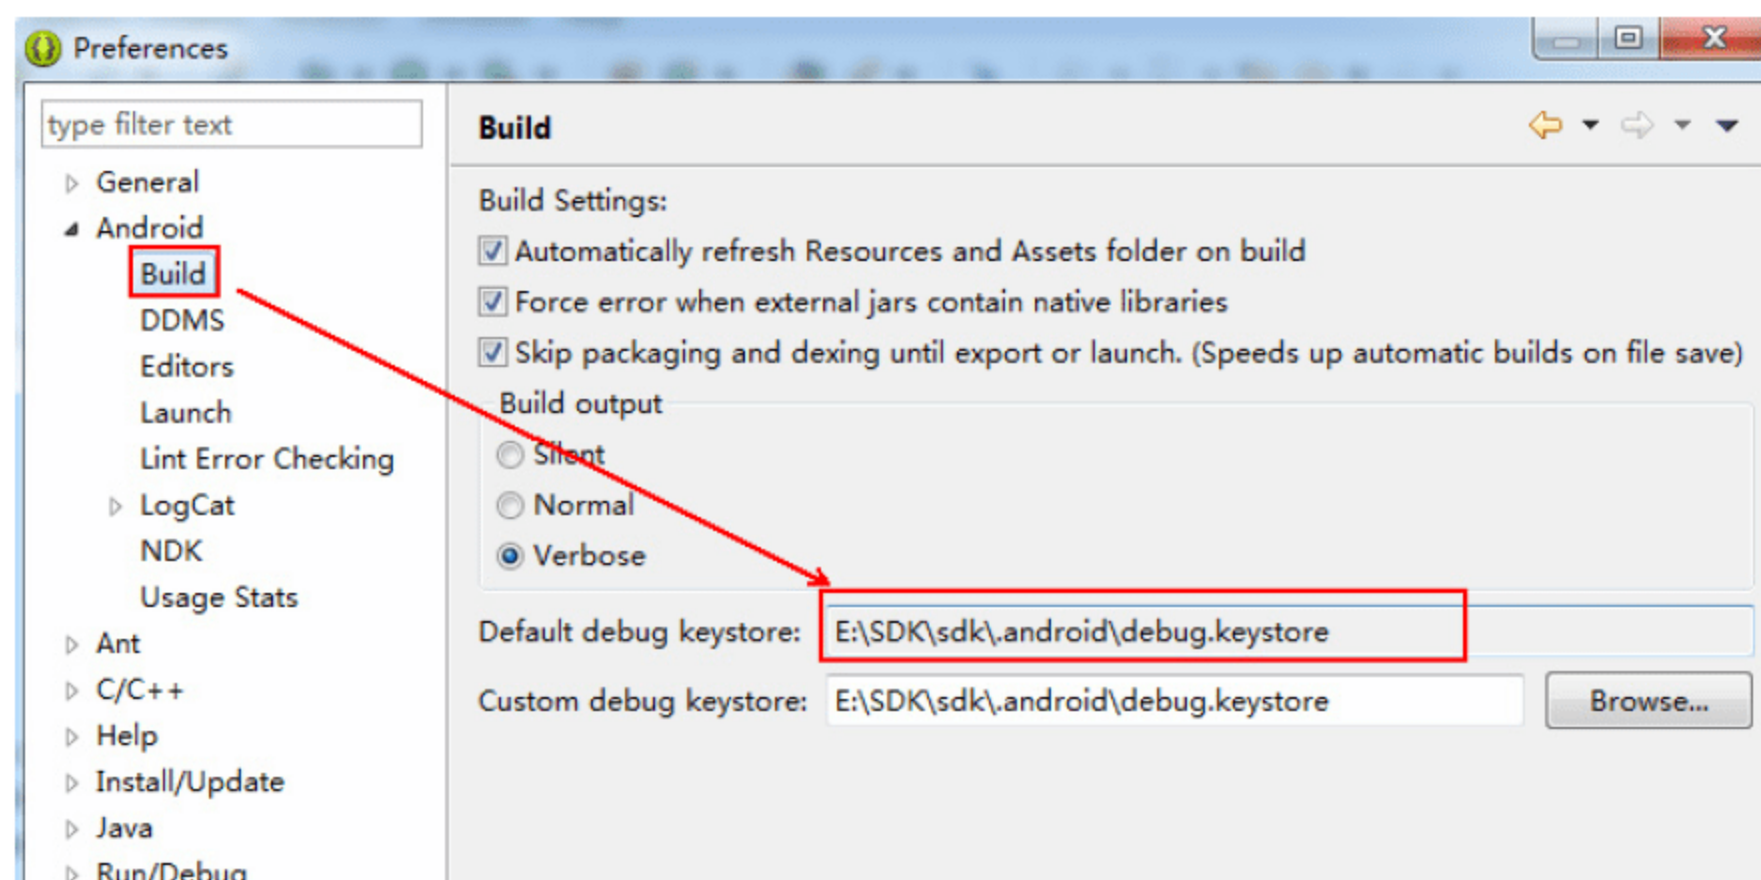 Preferences
type filter text
General
Android
Build
DDMS
Editors
Launch
Lint Error Checking
LogCat
NDK
Usage Stats
Ant
C/C++
Help
Install/Update
Java
Run/Debug
Build
Build Settings:
Automatically refresh Resources and Assets folder on build
Force error when external jars contain native libraries
Skip packaging and dexing until export or launch. (Speeds up automatic builds on file save)
Build output
Silent
Normal
Verbose
Default debug keystore: E:\SDK\sdk\.android\debug.keystore
Custom debug keystore: E:\SDK\sdk\.android\debug.keystore Browse...